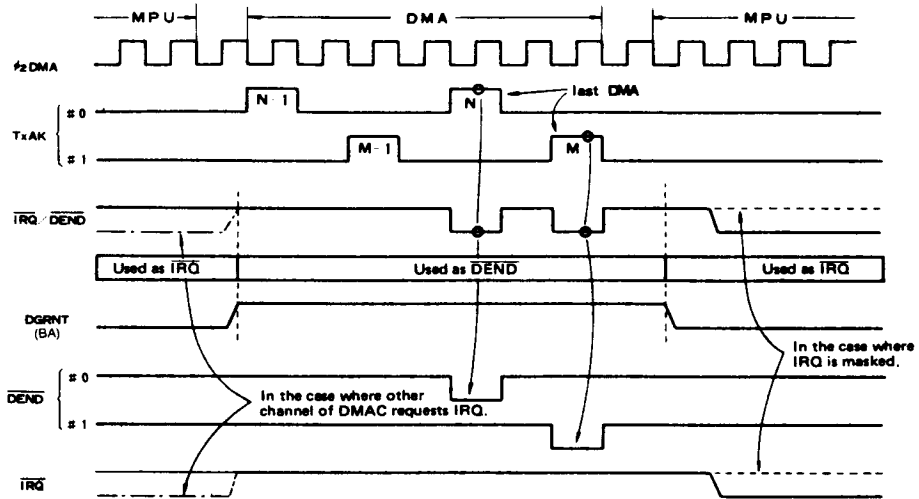 MPU DMA MPU
φ2 DMA
TxAK
#0 N-1 N last DMA
#1 M-1 M
IRQ/DEND
Used as IRQ Used as DEND Used as IRQ
DGRNT
(BA)
In the case where
IRQ is masked.
DEND
#0
In the case where other
channel of DMAC requests IRQ.
#1
IRQ